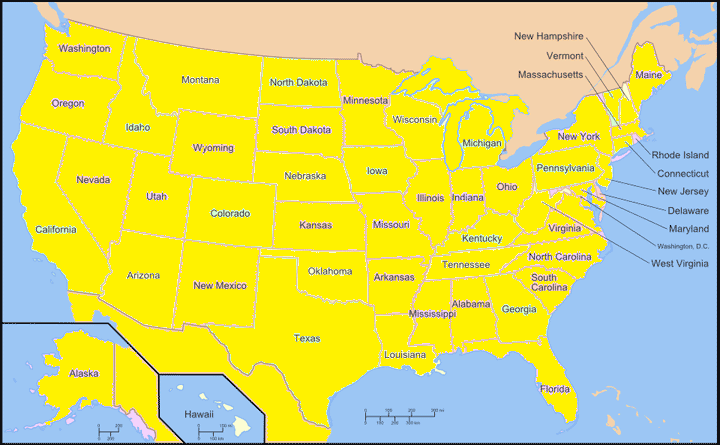 New Hampshire
Vermont
Massachusetts
Washington
Montana
North Dakota
Minnesota
Maine
Oregon
Idaho
South Dakota
Wisconsin
Michigan
New York
Wyoming
Rhode Island
Nebraska
Iowa
Pennsylvania
Connecticut
Nevada
Utah
Colorado
Illinois
Indiana
Ohio
New Jersey
Delaware
California
Kansas
Missouri
Kentucky
Virginia
Maryland
Washington, D.C.
West Virginia
Arizona
New Mexico
Oklahoma
Arkansas
Tennessee
North Carolina
South
Carolina
Texas
Louisiana
Mississippi
Alabama
Georgia
Florida
Alaska
Hawaii